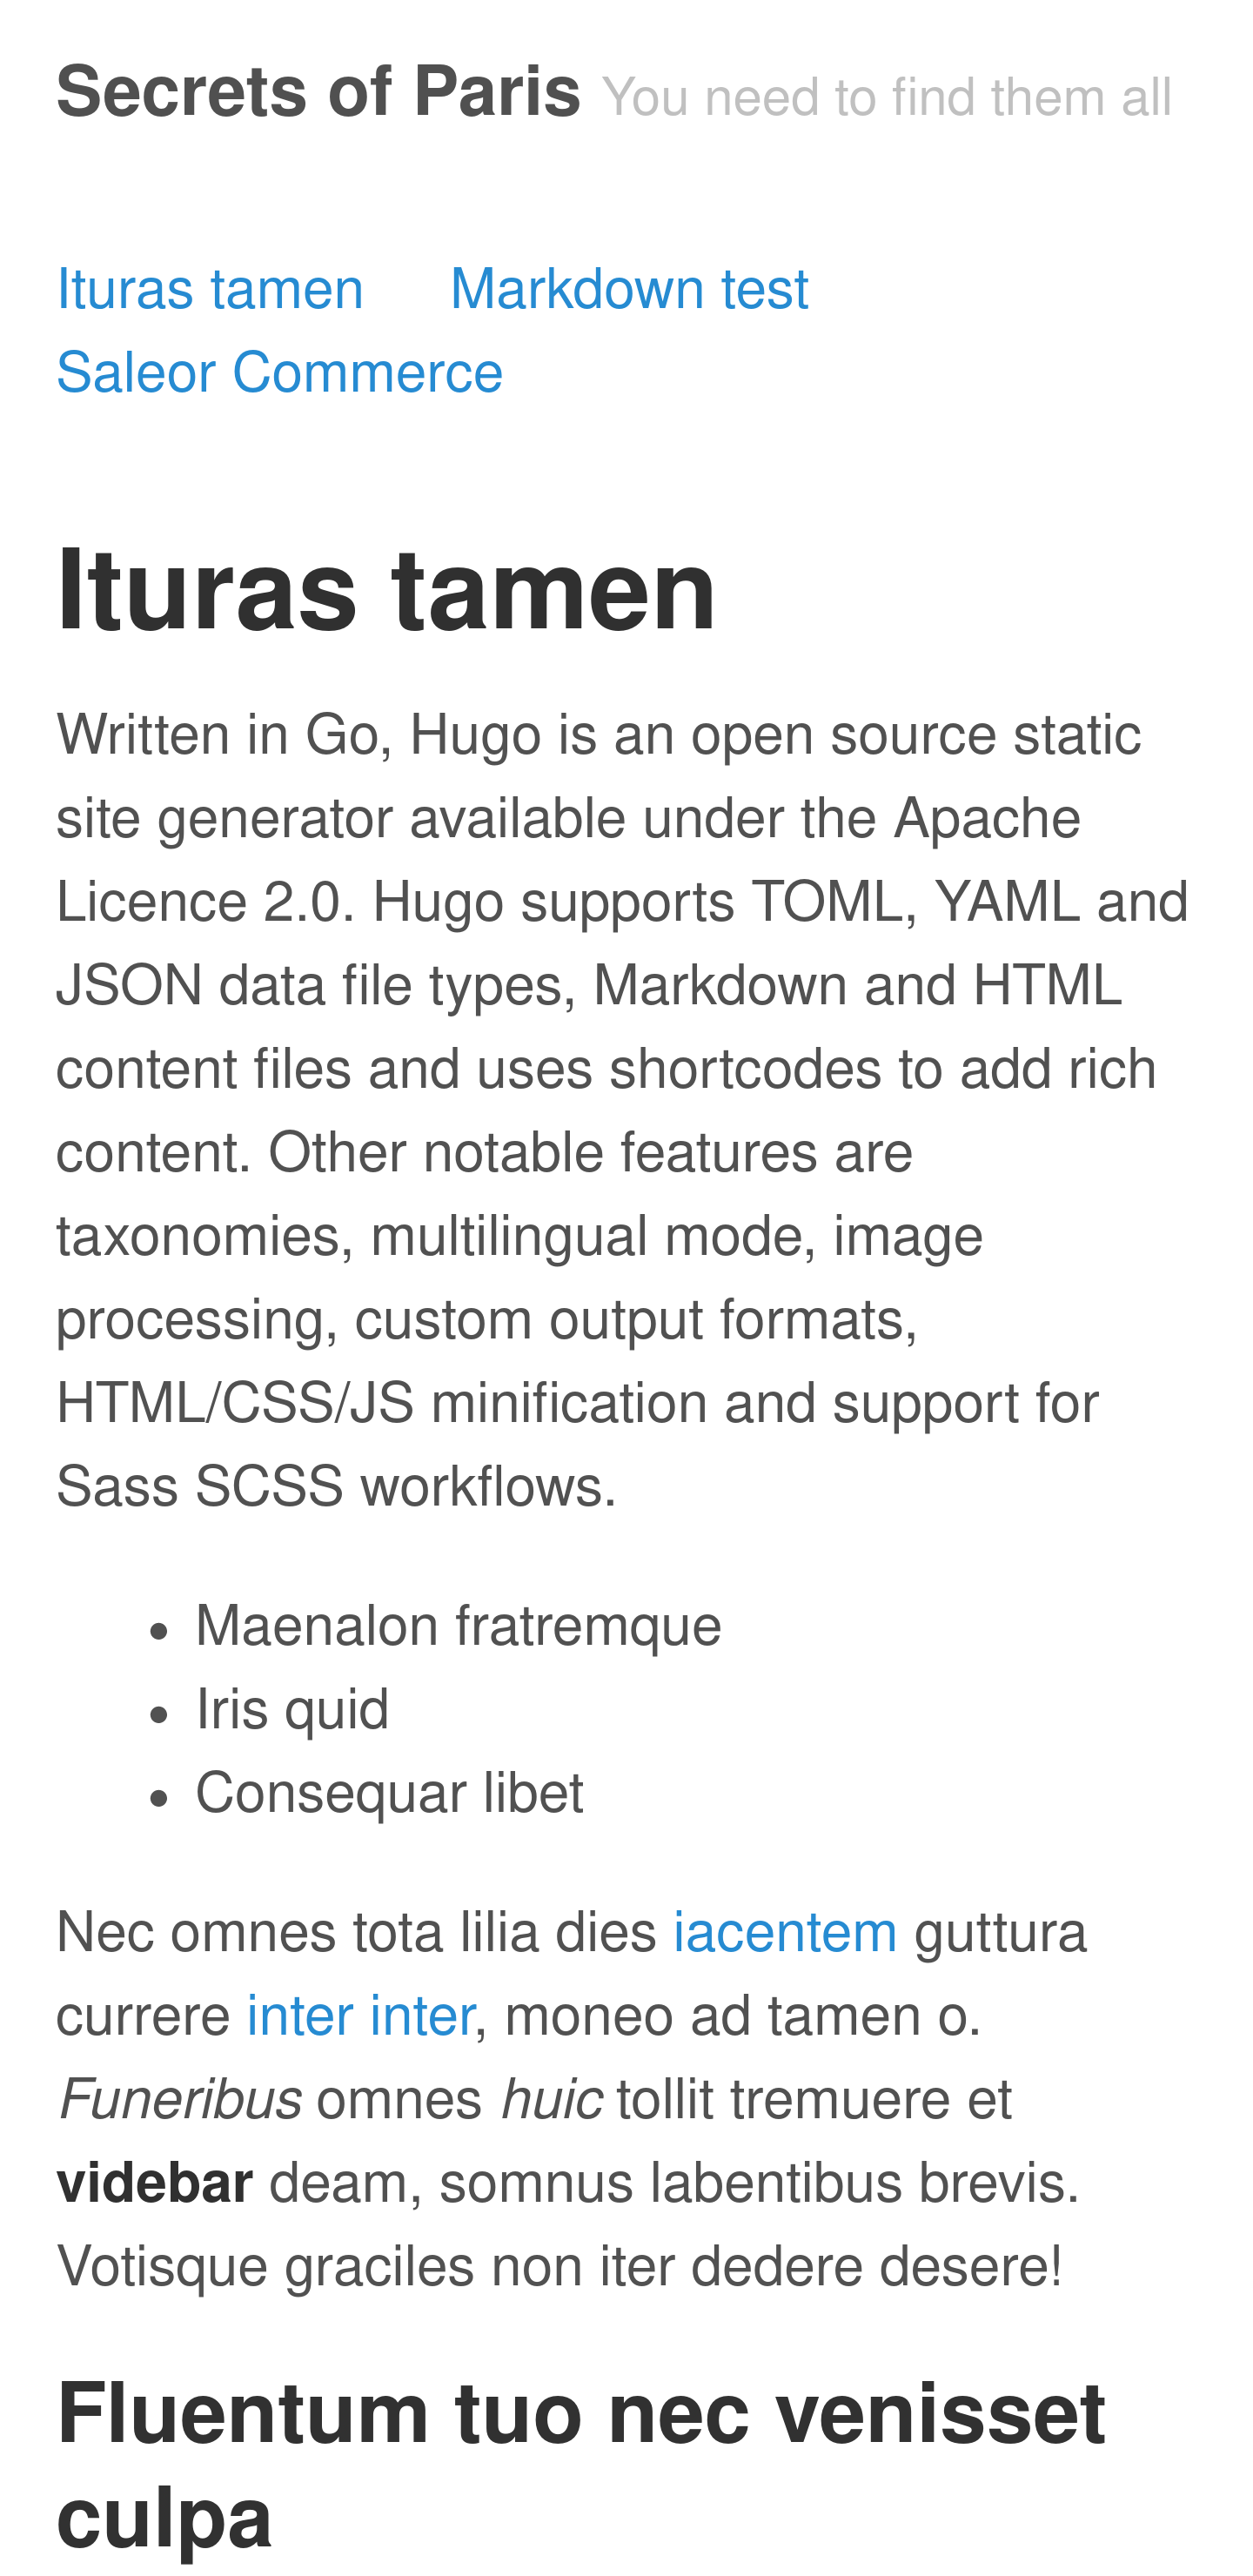 Secrets of Paris You need to find them all
Ituras tamen Markdown test
Saleor Commerce
Ituras tamen
Written in Go, Hugo is an open source static
site generator available under the Apache
Licence 2.0. Hugo supports TOML, YAML and
JSON data file types, Markdown and HTML
content files and uses shortcodes to add rich
content. Other notable features are
taxonomies, multilingual mode, image
processing, custom output formats,
HTML/CSS/JS minification and support for
Sass SCSS workflows.
• Maenalon fratremque
• Iris quid
• Consequar libet
Nec omnes tota lilia dies iacentem guttura
currere inter inter, moneo ad tamen o.
Funeribus omnes huic tollit tremuere et
videbar deam, somnus labentibus brevis.
Votisque graciles non iter dedere desere!
Fluentum tuo nec venisset
culpa